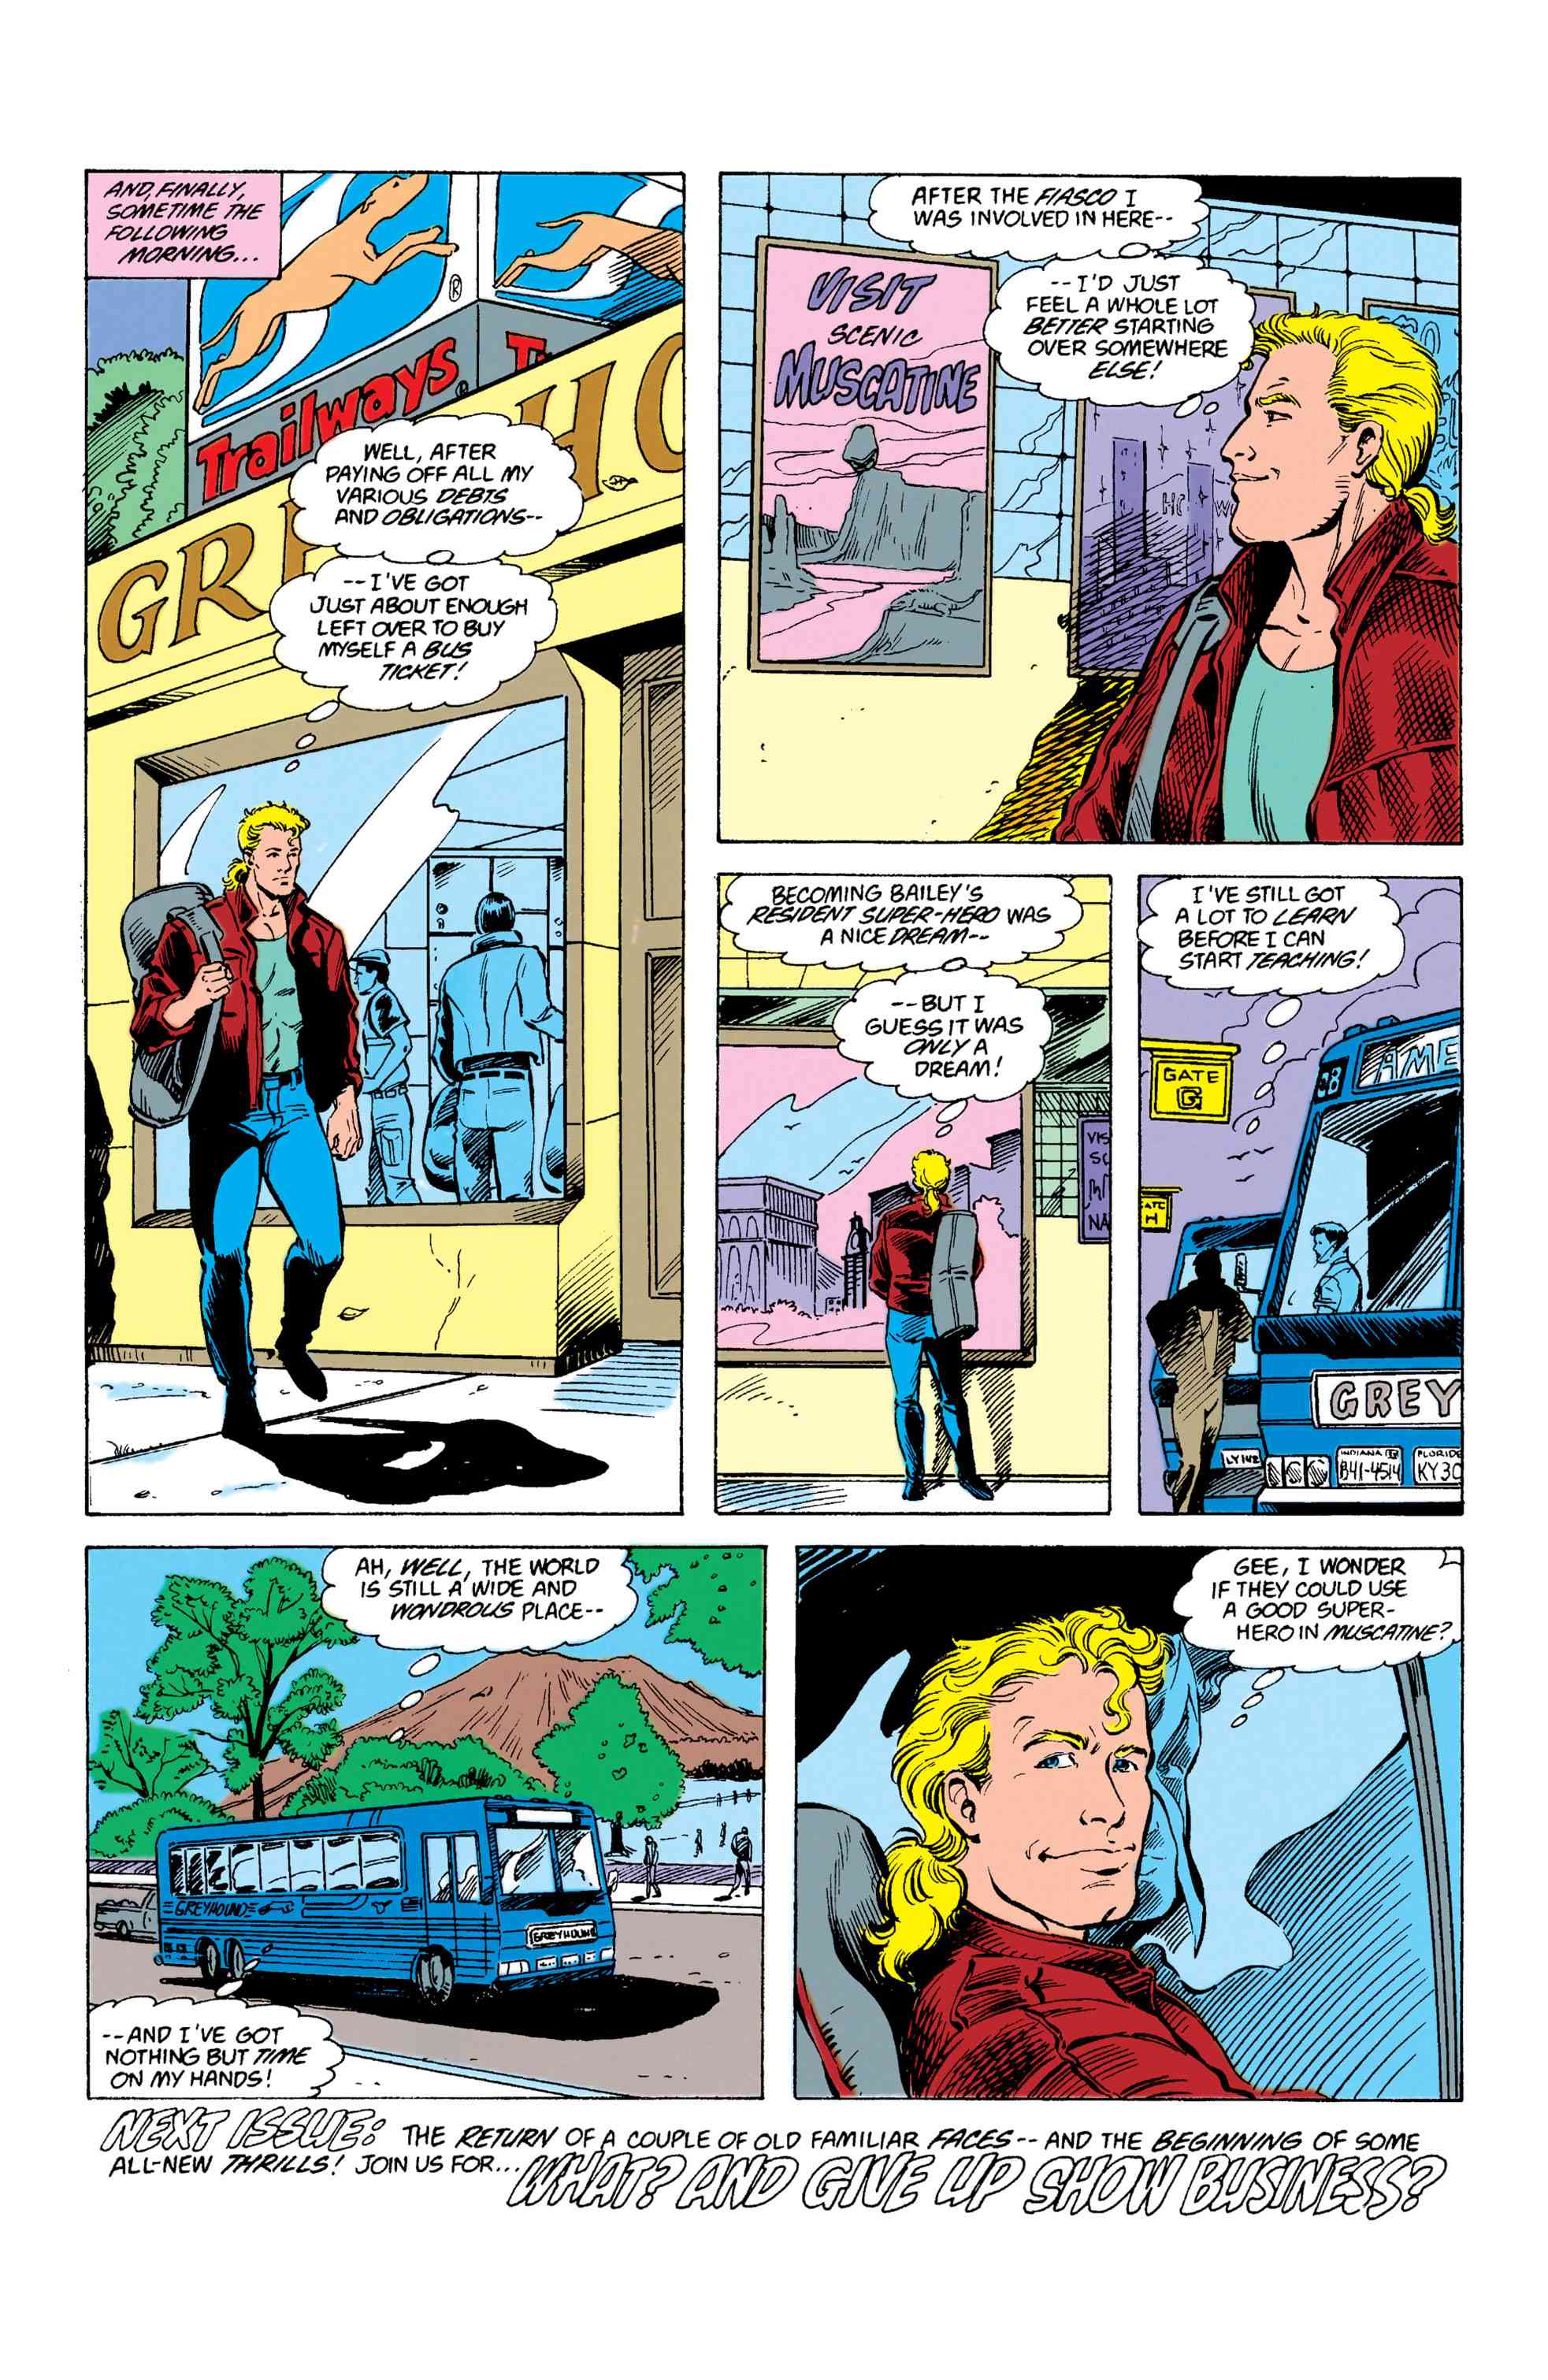 AND, FINALLY,
SOMETIME THE
FOLLOWING
MORNING...
®
Trailways®
GRE
WELL, AFTER
PAYING OFF ALL MY
VARIOUS DEBTS
AND OBLIGATIONS--
--I'VE GOT
JUST ABOUT ENOUGH
LEFT OVER TO BUY
MYSELF A BUS
TICKET!
AFTER THE FIASCO I
WAS INVOLVED IN HERE--
--I'D JUST
FEEL A WHOLE LOT
BETTER STARTING
OVER SOMEWHERE
ELSE!
VISIT
SCENIC
MUSCATINE
BECOMING BAILEY'S
RESIDENT SUPER-HERO WAS
A NICE DREAM--
--BUT I
GUESS IT WAS
ONLY A
DREAM!
VIS
SC
NA
I'VE STILL GOT
A LOT TO LEARN
BEFORE I CAN
START TEACHING!
AME
GATE
G
H
GREY
INDIANA
B41-4514
FLORIDE
KY30
LY142
AH, WELL, THE WORLD
IS STILL A WIDE AND
WONDROUS PLACE--
GREYHOUND
GREYHOUND
--AND I'VE GOT
NOTHING BUT TIME
ON MY HANDS!
GEE, I WONDER
IF THEY COULD USE
A GOOD SUPER-
HERO IN MUSCATINE?
NEXT ISSUE: THE RETURN OF A COUPLE OF OLD FAMILIAR FACES--AND THE BEGINNING OF SOME
ALL-NEW THRILLS! JOIN US FOR... WHAT? AND GIVE UP SHOW BUSINESS?